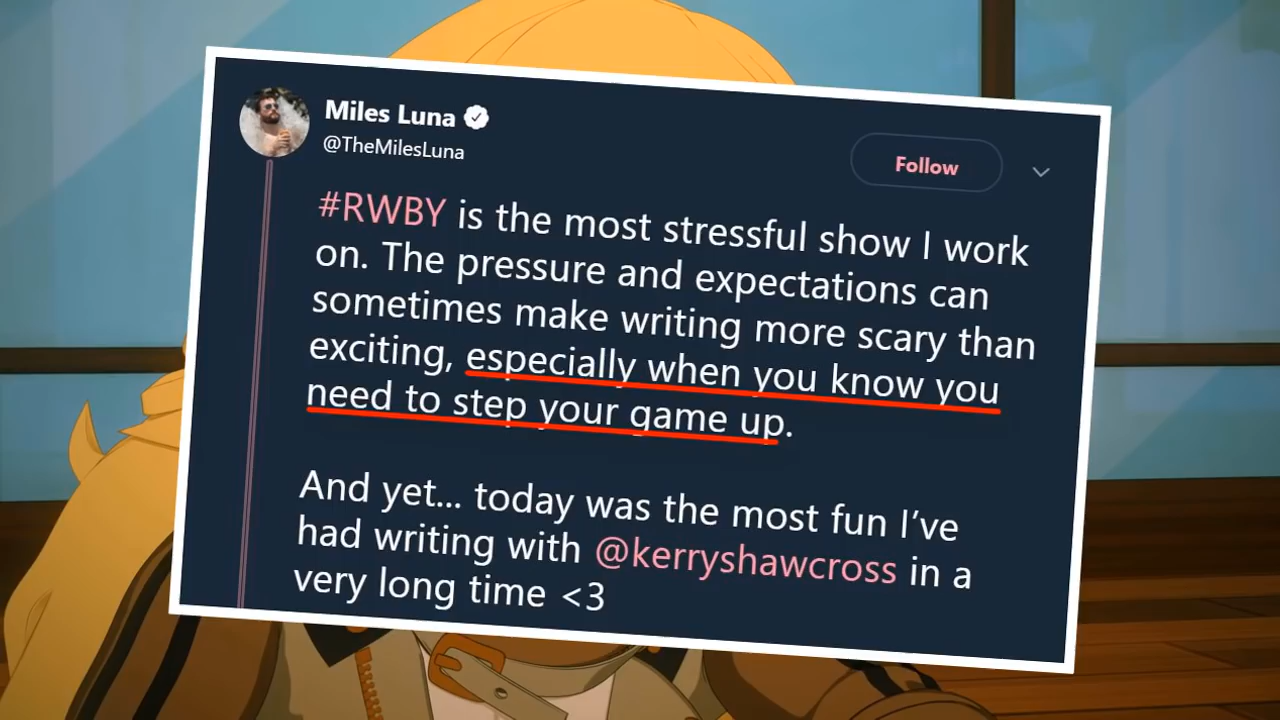 Miles Luna
@TheMilesLuna
Follow
#RWBY is the most stressful show I work
on. The pressure and expectations can
sometimes make writing more scary than
exciting, especially when you know you
need to step your game up.
And yet... today was the most fun I’ve
had writing with @kerryshawcross in a
very long time <3